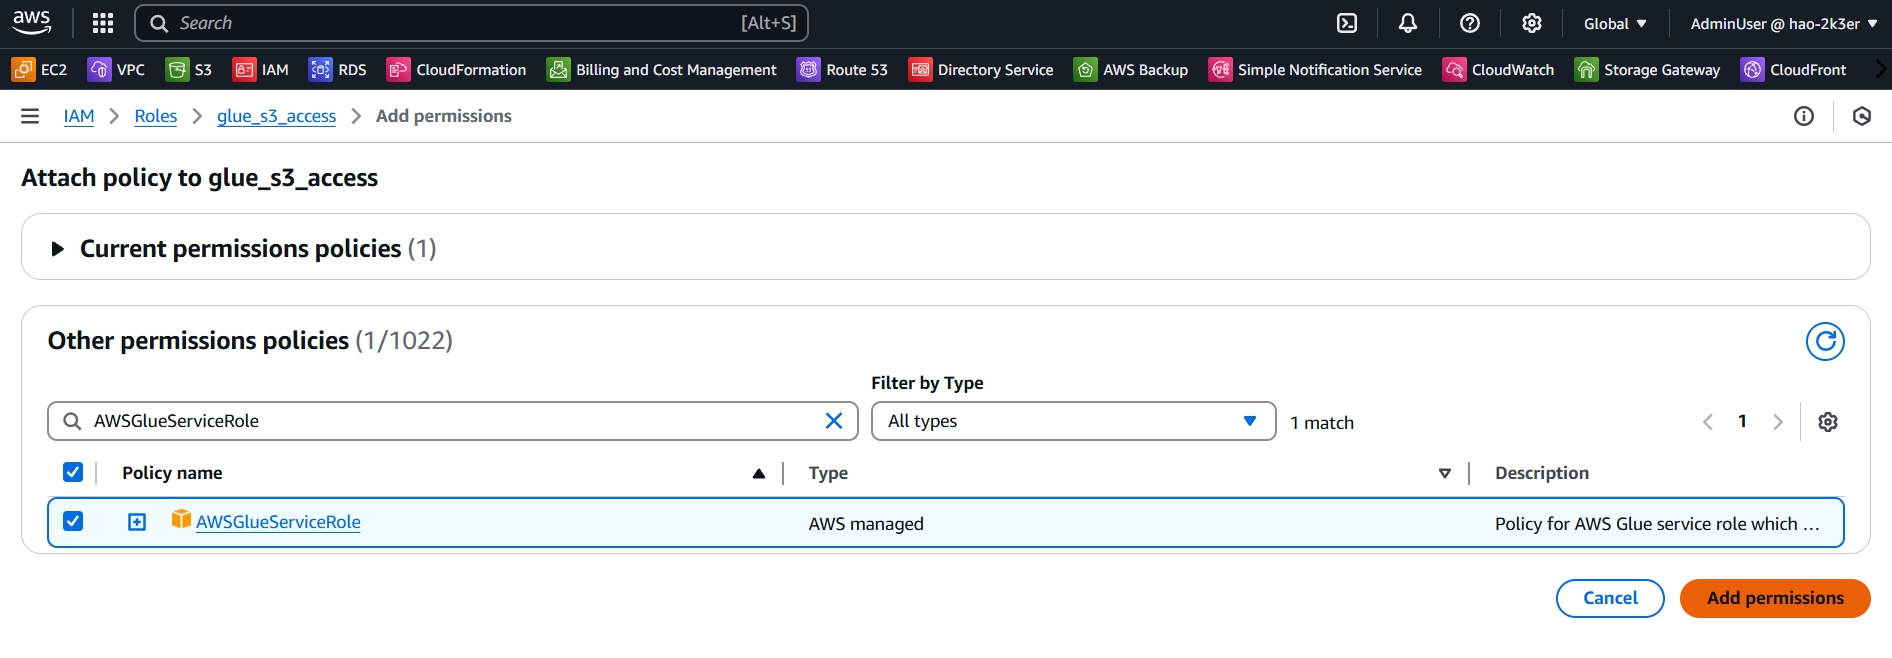 aws Search [Alt+S] Global AdminUser @ hao-2k3er
EC2 VPC S3 IAM RDS CloudFormation Billing and Cost Management Route 53 Directory Service AWS Backup Simple Notification Service CloudWatch Storage Gateway CloudFront
IAM Roles glue_s3_access Add permissions
Attach policy to glue_s3_access
Current permissions policies (1)
Other permissions policies (1/1022)
Filter by Type
AWSGlueServiceRole All types 1 match 1
Policy name Type Description
AWSGlueServiceRole AWS managed Policy for AWS Glue service role which ...
Cancel Add permissions